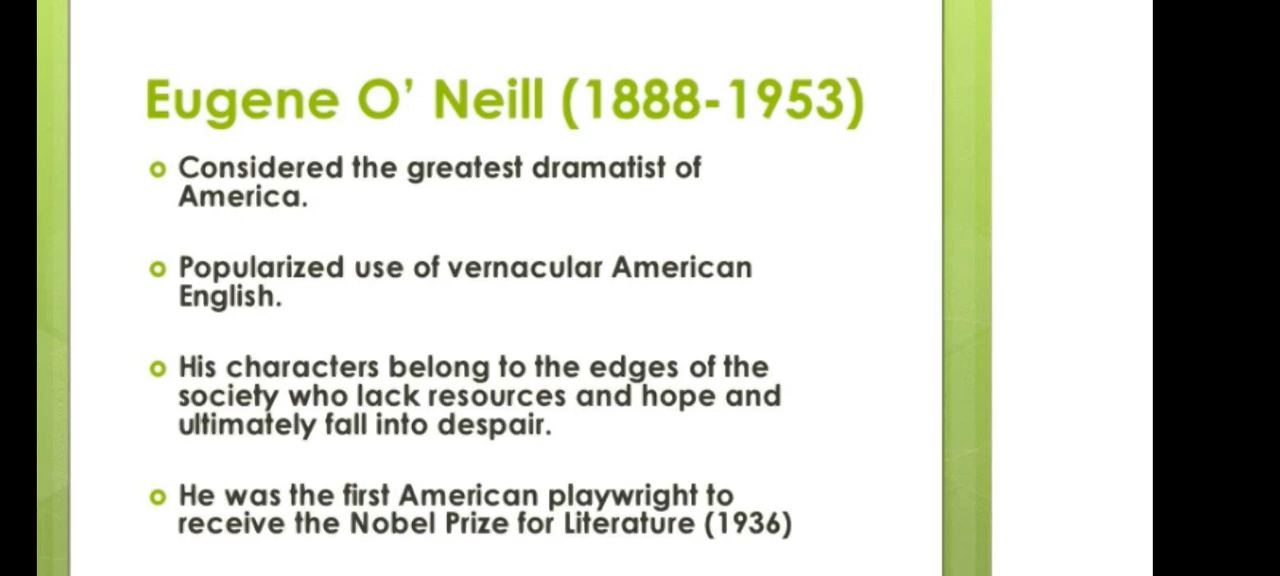 Eugene O’ Neill (1888-1953)
Considered the greatest dramatist of
America.
Popularized use of vernacular American
English.
His characters belong to the edges of the
society who lack resources and hope and
ultimately fall into despair.
He was the first American playwright to
receive the Nobel Prize for Literature (1936)